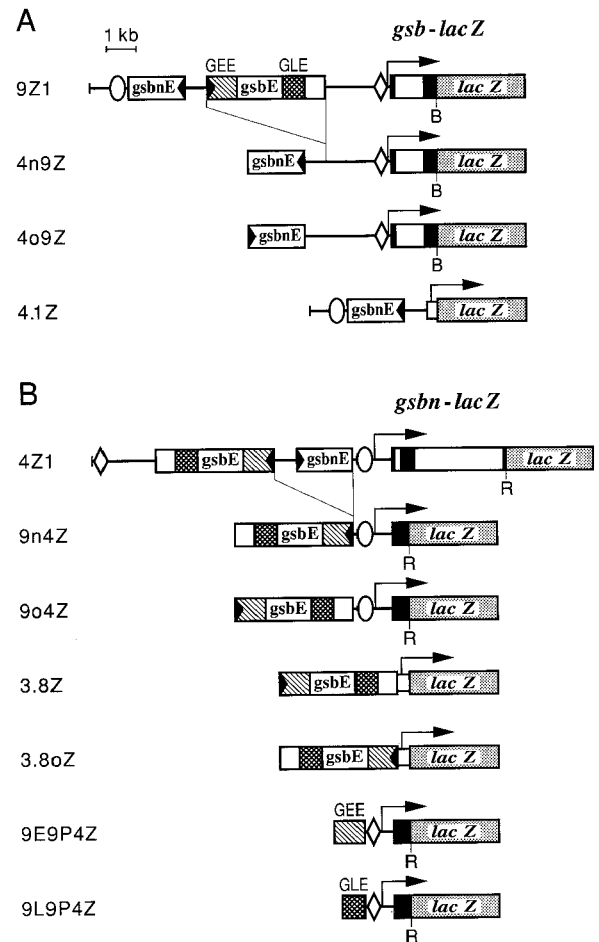 A
gsb-lacZ
1 kb
GEE
GLE
9Z1
gsbnE
gsbE
lac Z
B
4n9Z
gsbnE
lac Z
B
4o9Z
gsbnE
lac Z
B
4.1Z
gsbnE
lac Z
B
gsbn-lacZ
4Z1
gsbE
gsbnE
lac Z
R
9n4Z
gsbE
lac Z
R
9o4Z
gsbE
lac Z
R
3.8Z
gsbE
lac Z
3.8oZ
gsbE
lac Z
GEE
9E9P4Z
lac Z
R
GLE
9L9P4Z
lac Z
R